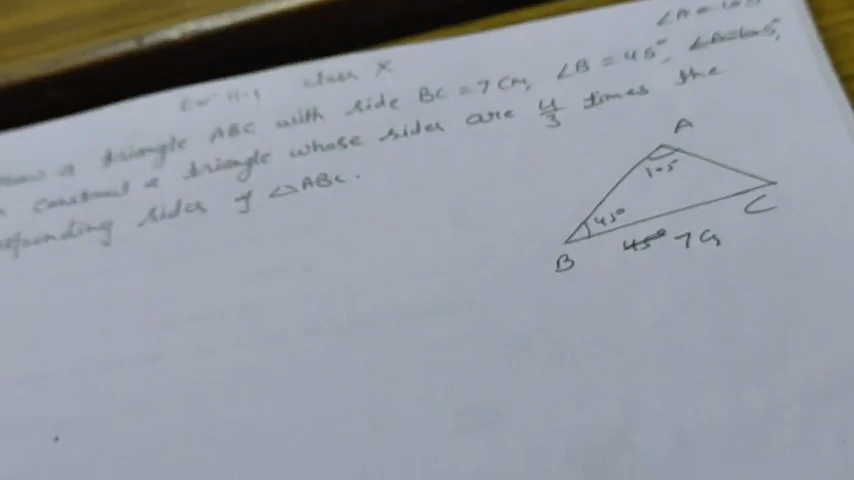 ∠A = 105
Ex 11.1 class X
a triangle ABC with side BC = 7 Cm, ∠B = 45°, ∠A = 105°,
construct a triangle whose sides are 4/3 times the
sides of △ABC.
A
105
45°
C
B
45° 7 Cm